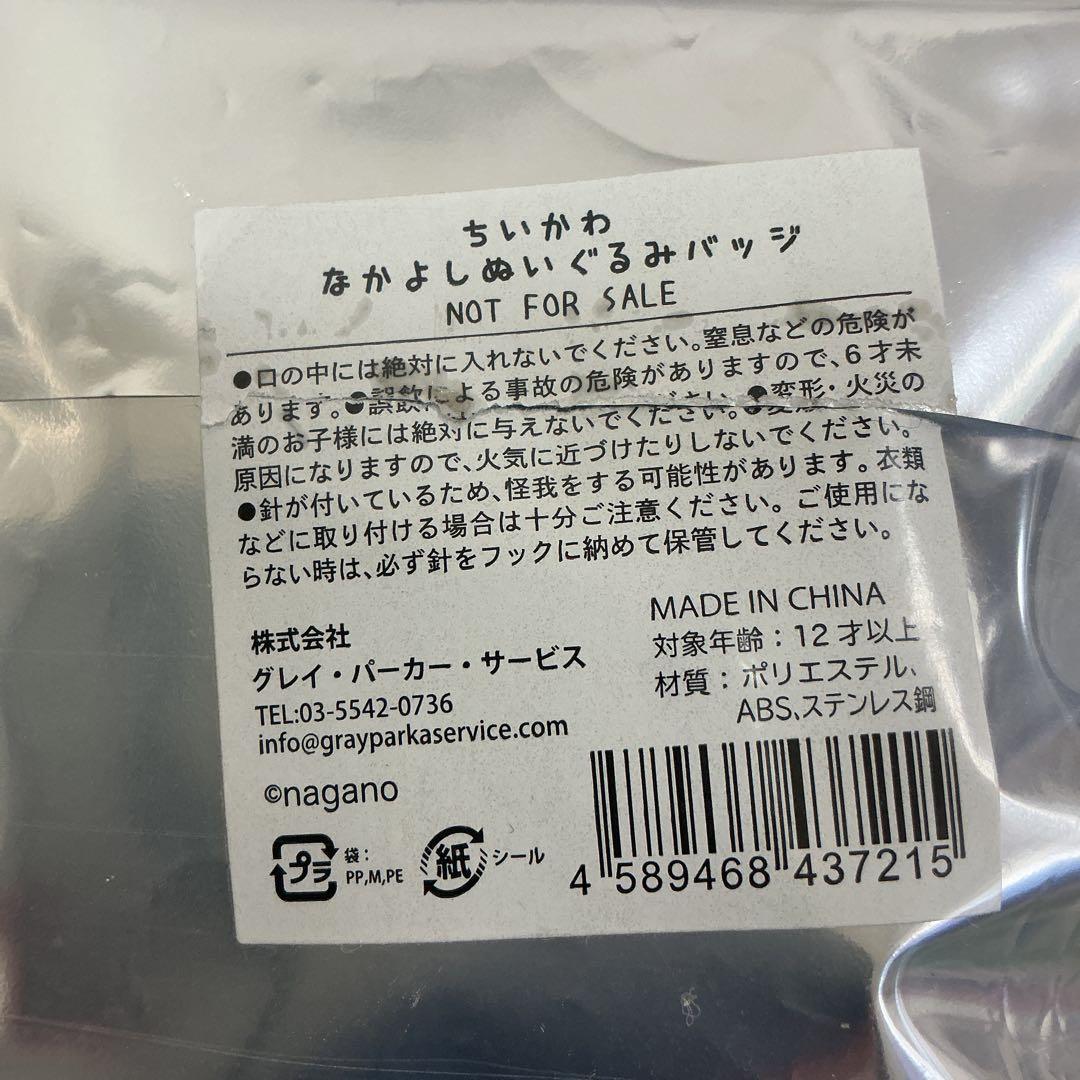 ちいかわ
なかよしぬいぐるみバッジ
NOT FOR SALE
●口の中には絶対に入れないでください。窒息などの危険が
あります。●誤飲による事故の危険がありますので、6才未
満のお子様には絶対に与えないでください。●変形・火災の
原因になりますので、火気に近づけたりしないでください。
●針が付いているため、怪我をする可能性があります。衣類
などに取り付ける場合は十分ご注意ください。ご使用にな
らない時は、必ず針をフックに納めて保管してください。
株式会社
グレイ・パーカー・サービス
TEL:03-5542-0736
info@grayparkaservice.com
©nagano
MADE IN CHINA
対象年齢：12才以上
材質：ポリエステル、
ABS、ステンレス鋼
プラ 袋：
PP,M,PE
紙 シール
4 589468 437215